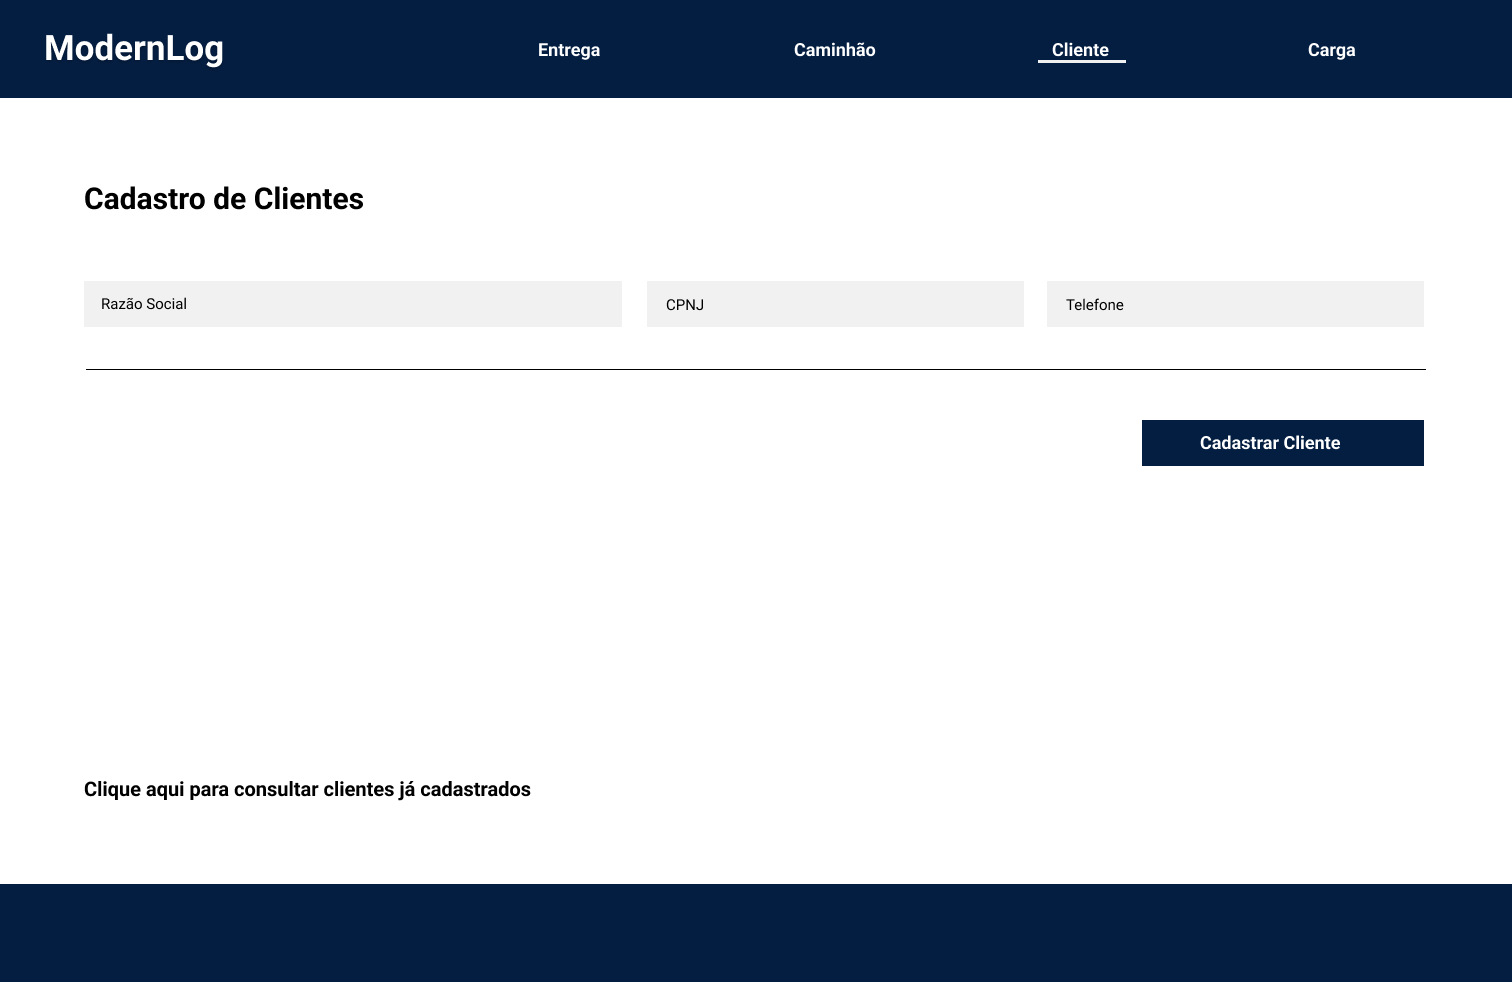 ModernLog
Entrega
Caminhão
Cliente
Carga
Cadastro de Clientes
Razão Social
CPNJ
Telefone
Cadastrar Cliente
Clique aqui para consultar clientes já cadastrados